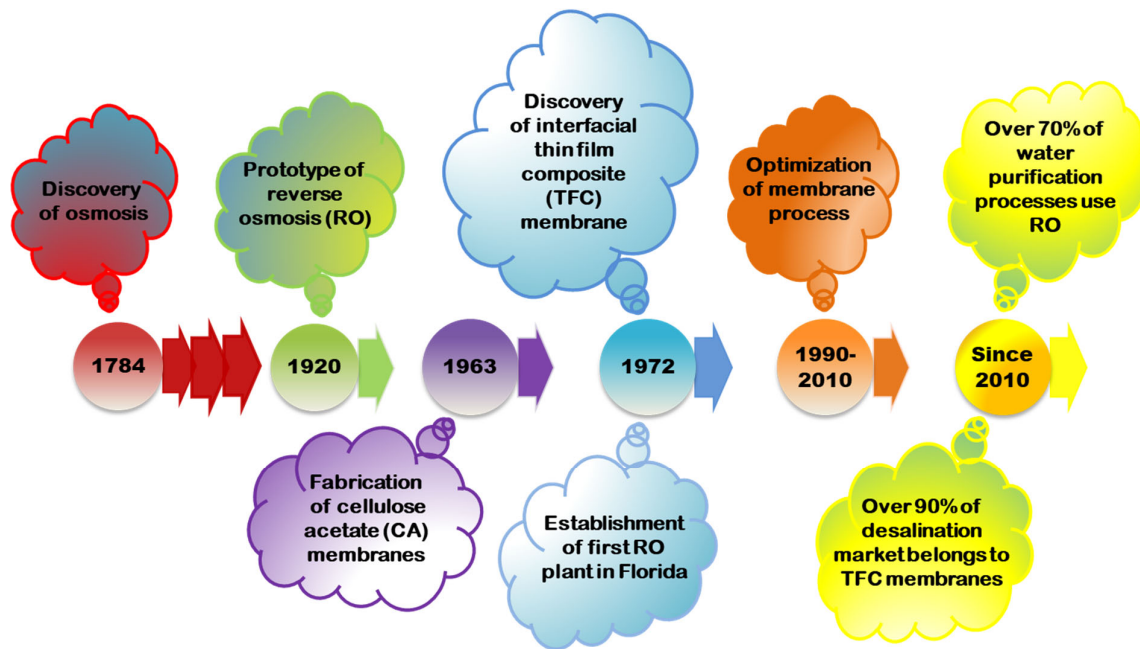 Discovery
of osmosis
Prototype of
reverse
osmosis (RO)
Discovery
of interfacial
thin film
composite
(TFC)
membrane
Optimization
of membrane
process
Over 70% of
water
purification
processes use
RO
1784
1920
1963
1972
1990-
2010
Since
2010
Fabrication
of cellulose
acetate (CA)
membranes
Establishment
of first RO
plant in Florida
Over 90% of
desalination
market belongs to
TFC membranes